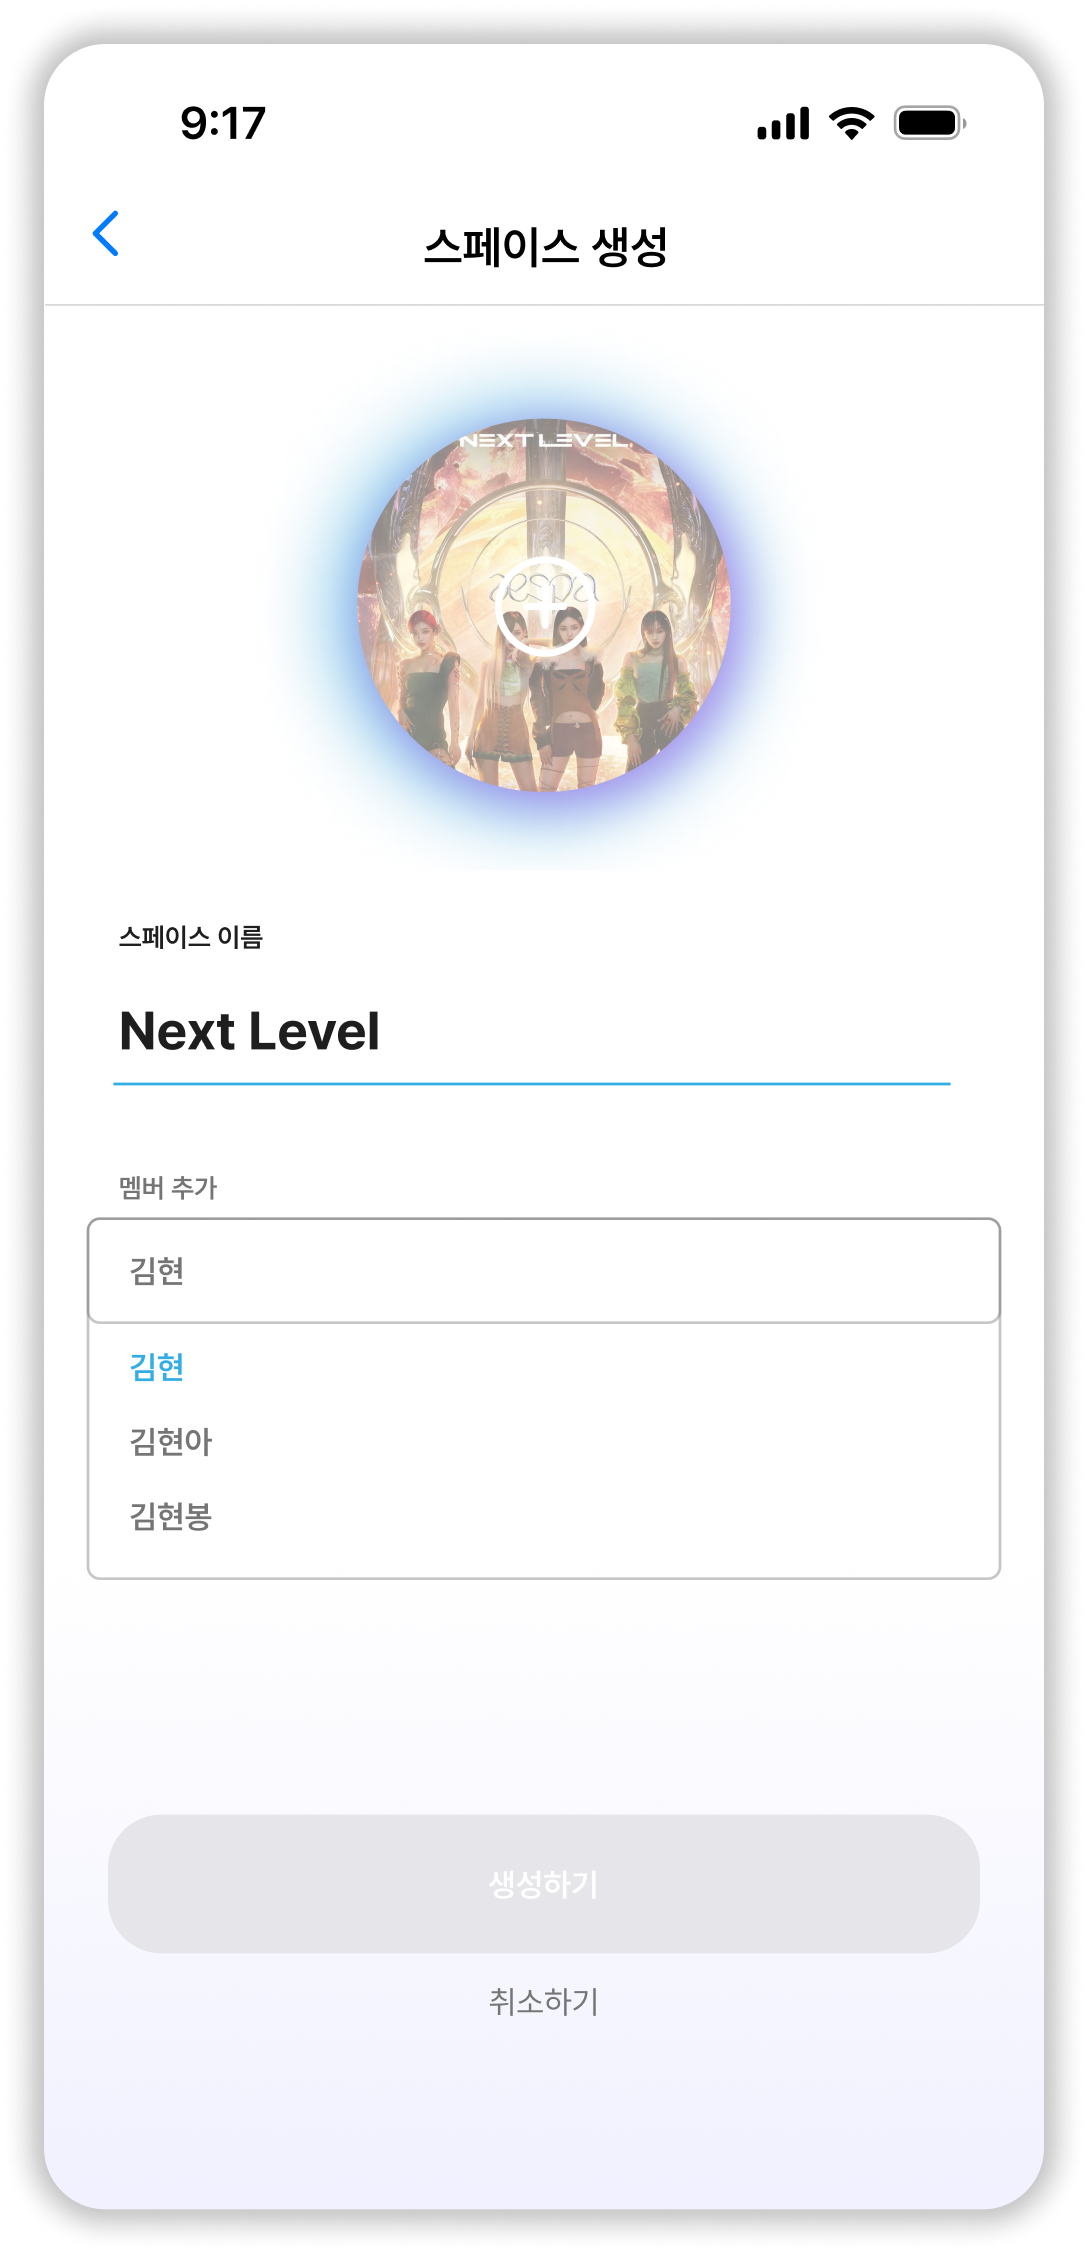 9:17
스페이스 생성
NEXT LEVEL
aespa
스페이스 이름
Next Level
멤버 추가
김현
김현
김현아
김현봉
생성하기
취소하기